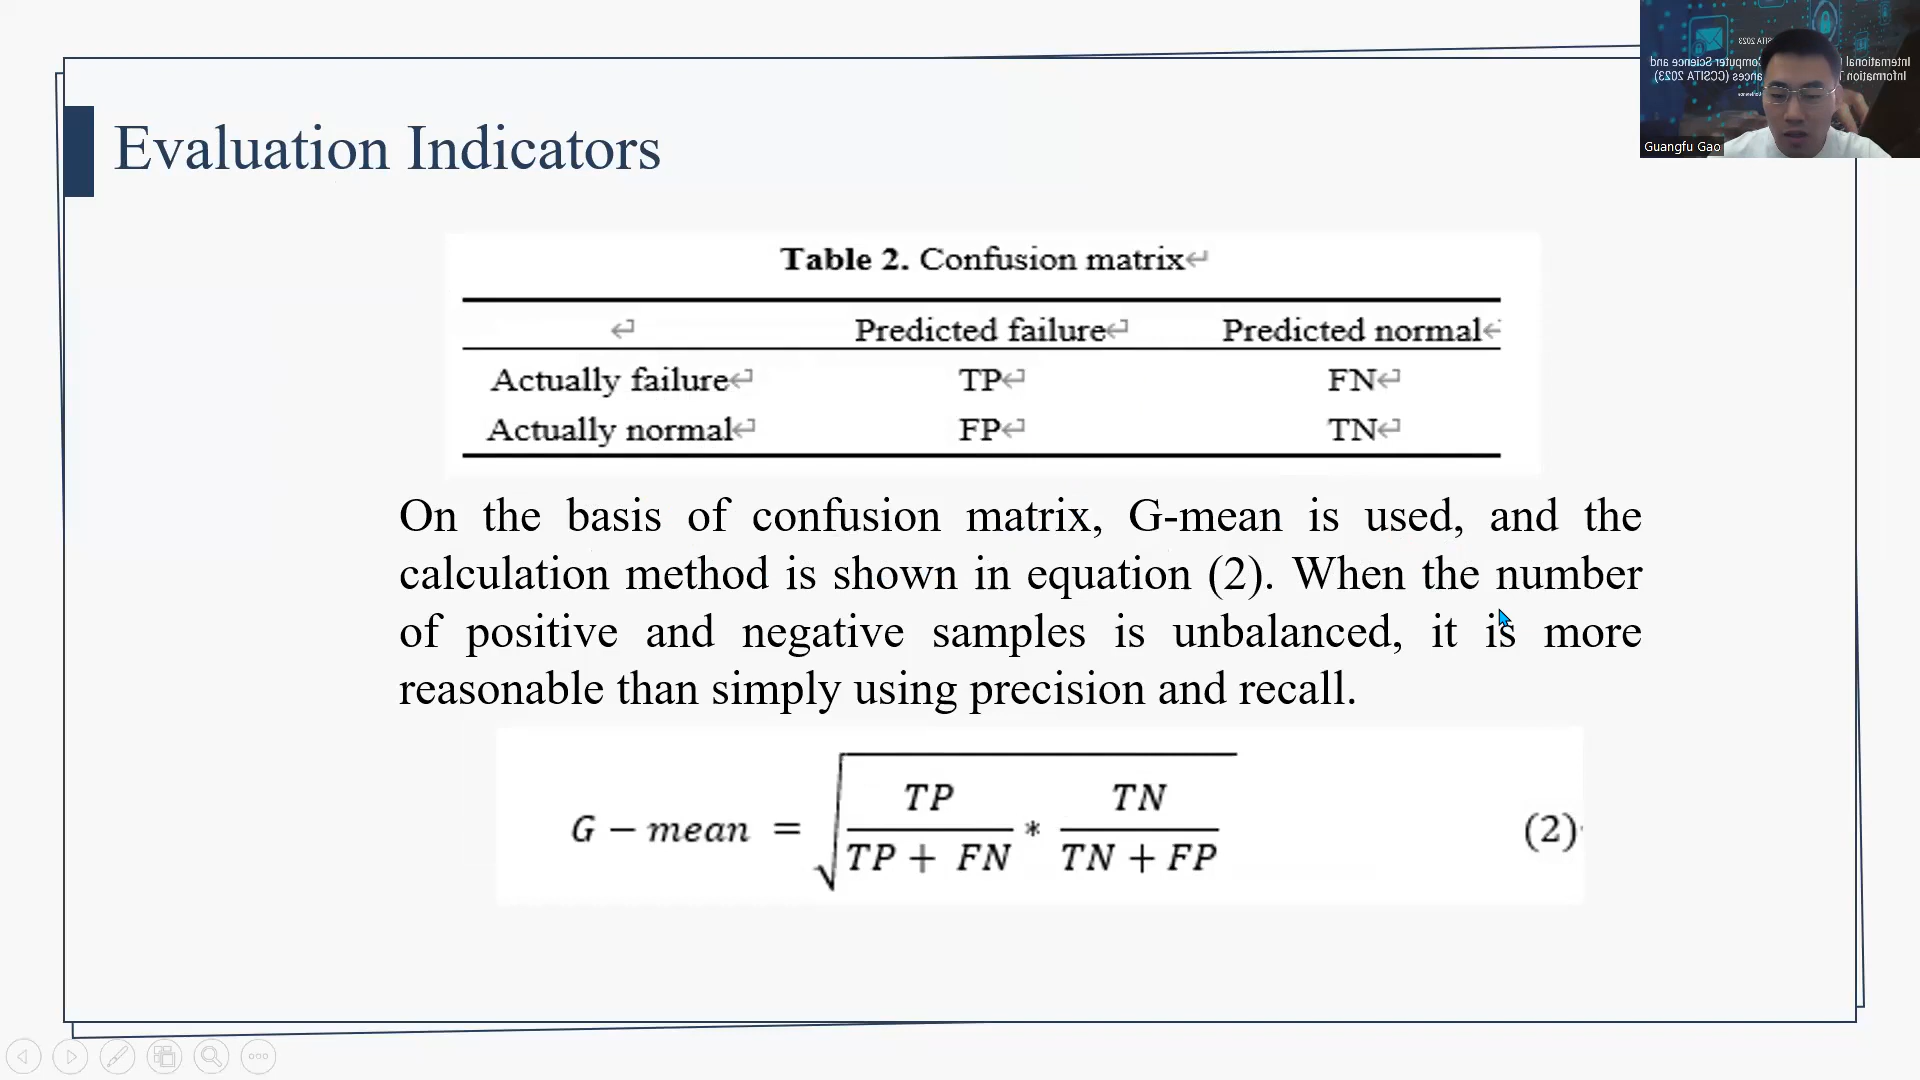 Evaluation Indicators
Guangfu Gao
Table 2. Confusion matrix↵
↵ Predicted failure↵ Predicted normal↵
Actually failure↵ TP↵ FN↵
Actually normal↵ FP↵ TN↵
On the basis of confusion matrix, G-mean is used, and the
calculation method is shown in equation (2). When the number
of positive and negative samples is unbalanced, it is more
reasonable than simply using precision and recall.
G − mean = √(TP / (TP + FN) * TN / (TN + FP)) (2)